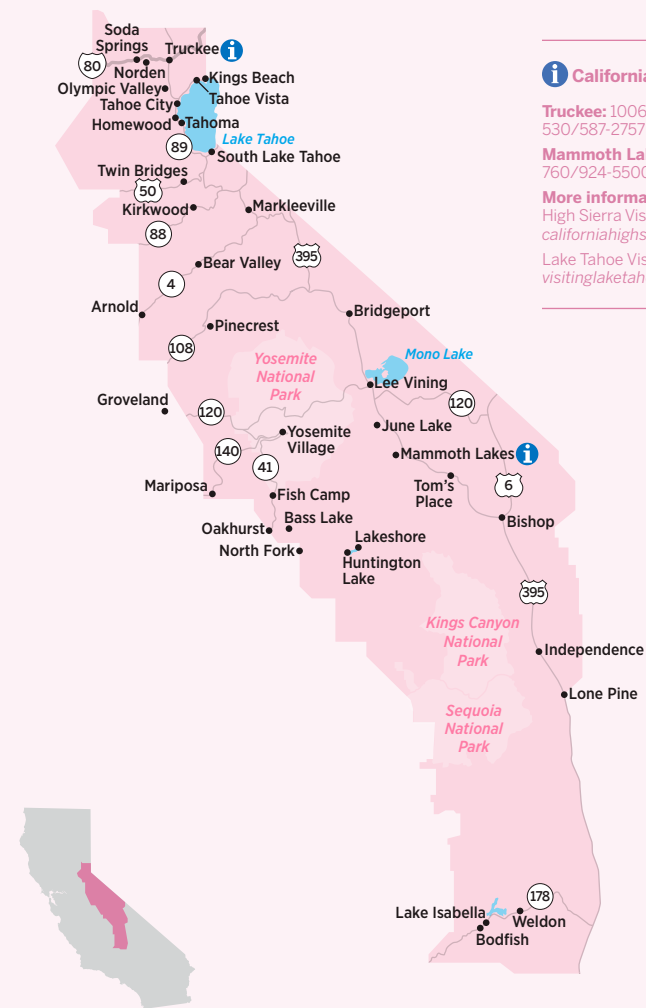 Soda
Springs
Truckee
80
Norden
Kings Beach
Olympic Valley
Tahoe Vista
Tahoe City
Homewood
Tahoma
Lake Tahoe
89
South Lake Tahoe
Twin Bridges
50
Kirkwood
Markleeville
88
395
Bear Valley
4
Arnold
Bridgeport
Pinecrest
108
Yosemite
National
Park
Mono Lake
Lee Vining
Groveland
120
120
June Lake
Yosemite
Village
140
41
Mammoth Lakes
Tom's
Place
6
Mariposa
Fish Camp
Bass Lake
Bishop
Oakhurst
North Fork
Lakeshore
Huntington
Lake
395
Kings Canyon
National
Park
Independence
Lone Pine
Sequoia
National
Park
178
Lake Isabella
Weldon
Bodfish
California
Truckee: 1006
530/587-2757
Mammoth La
760/924-5500
More informa
High Sierra Vis
californiahighs
Lake Tahoe Vis
visitinglaketah